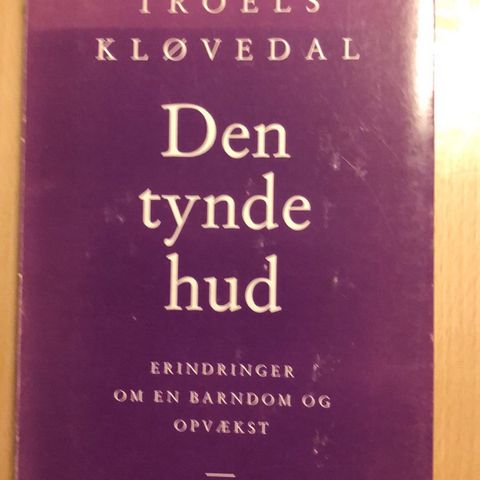 TROELS
KLØVEDAL
Den
tynde
hud
ERINDRINGER
OM EN BARNDOM OG
OPVÆKST